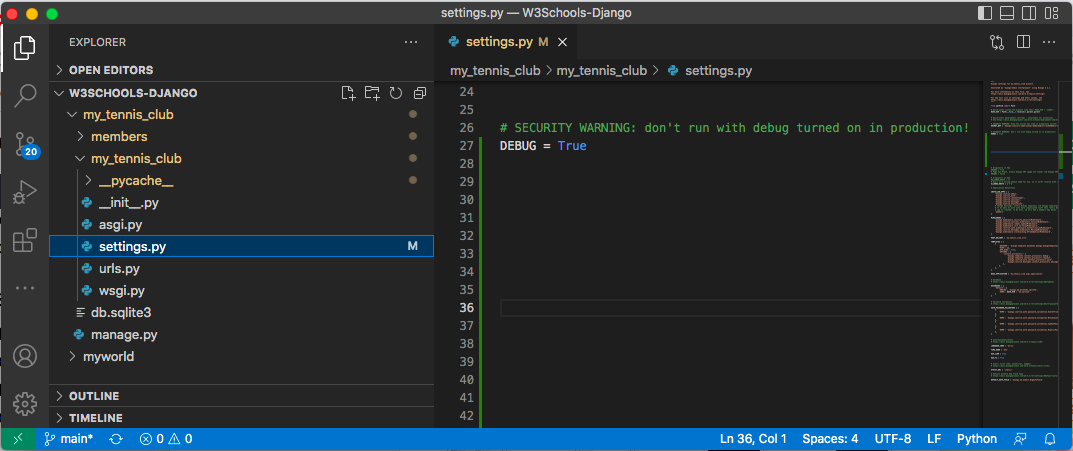 settings.py — W3Schools-Django
EXPLORER
OPEN EDITORS
W3SCHOOLS-DJANGO
my_tennis_club
members
my_tennis_club
__pycache__
__init__.py
asgi.py
settings.py M
urls.py
wsgi.py
db.sqlite3
manage.py
myworld
OUTLINE
TIMELINE
20
settings.py M
my_tennis_club > my_tennis_club > settings.py
24
25
26 # SECURITY WARNING: don't run with debug turned on in production!
27 DEBUG = True
28
29
30
31
32
33
34
35
36
37
38
39
40
41
42
main* 0 0 Ln 36, Col 1 Spaces: 4 UTF-8 LF Python